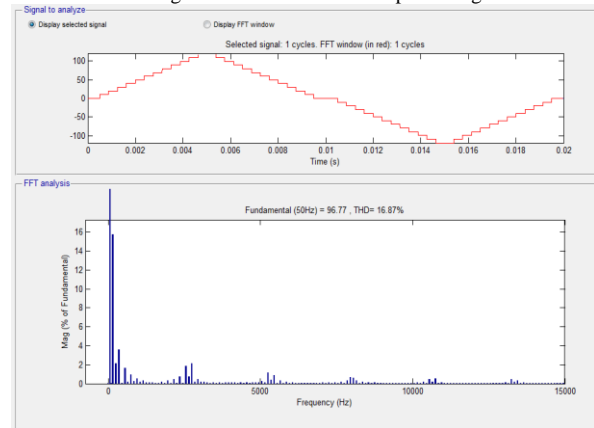 Signal to analyze
Display selected signal
Display FFT window
Selected signal: 1 cycles. FFT window (in red): 1 cycles
100
50
0
-50
-100
0 0.002 0.004 0.006 0.008 0.01 0.012 0.014 0.016 0.018 0.02
Time (s)
FFT analysis
Fundamental (50Hz) = 96.77 , THD= 16.87%
Mag (% of Fundamental)
16
14
12
10
8
6
4
2
0
0 5000 10000 15000
Frequency (Hz)